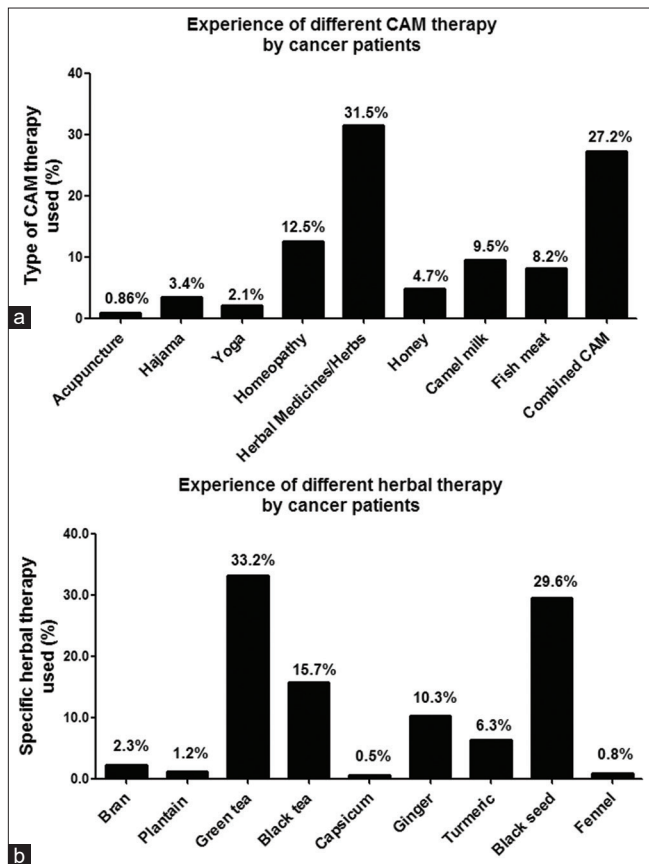 Experience of different CAM therapy
by cancer patients
Type of CAM therapy
used (%)
40
30
20
10
0
0.86%
3.4%
2.1%
12.5%
31.5%
4.7%
9.5%
8.2%
27.2%
Acupuncture
Hajama
Yoga
Homeopathy
Herbal Medicines/Herbs
Honey
Camel milk
Fish meat
Combined CAM
a
Experience of different herbal therapy
by cancer patients
Specific herbal therapy
used (%)
40.0
30.0
20.0
10.0
0.0
2.3%
1.2%
33.2%
15.7%
0.5%
10.3%
6.3%
29.6%
0.8%
Bran
Plantain
Green tea
Black tea
Capsicum
Ginger
Turmeric
Black seed
Fennel
b